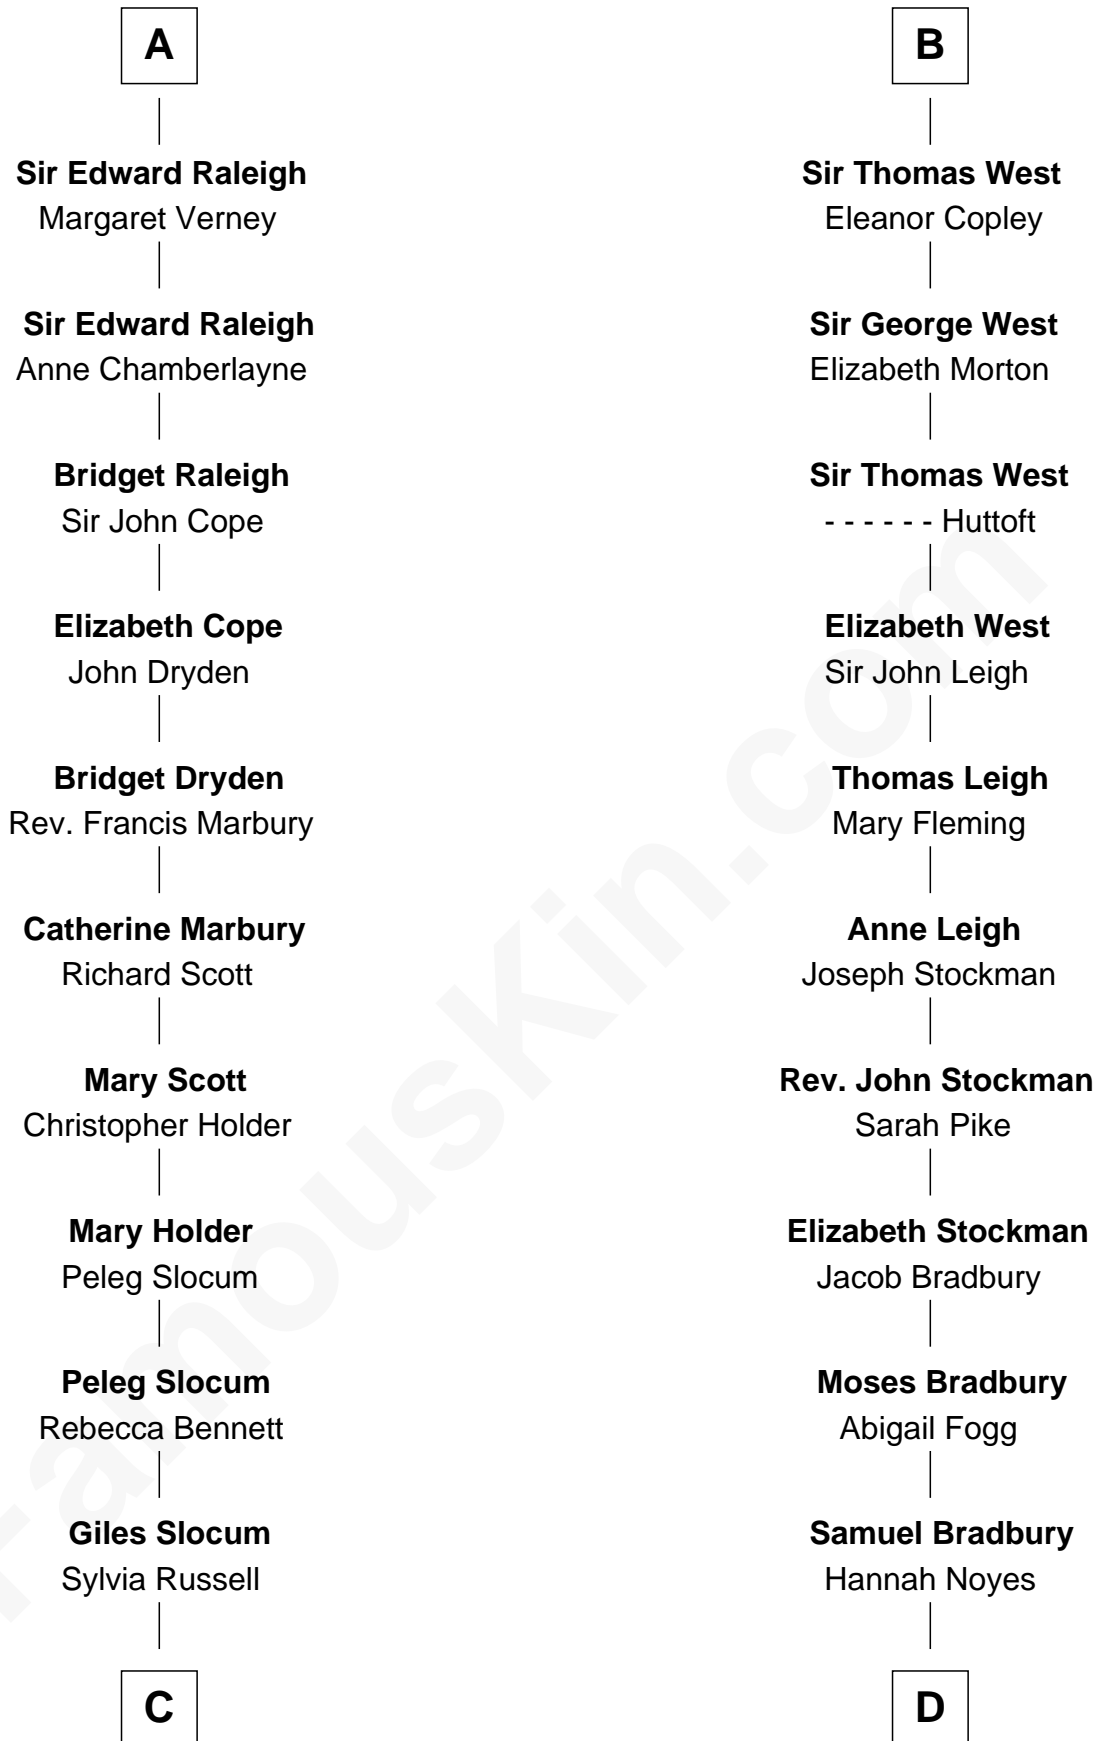 A
Sir Edward Raleigh
Margaret Verney
Sir Edward Raleigh
Anne Chamberlayne
Bridget Raleigh
Sir John Cope
Elizabeth Cope
John Dryden
Bridget Dryden
Rev. Francis Marbury
Catherine Marbury
Richard Scott
Mary Scott
Christopher Holder
Mary Holder
Peleg Slocum
Peleg Slocum
Rebecca Bennett
Giles Slocum
Sylvia Russell
C
B
Sir Thomas West
Eleanor Copley
Sir George West
Elizabeth Morton
Sir Thomas West
- - - - - - Huttoft
Elizabeth West
Sir John Leigh
Thomas Leigh
Mary Fleming
Anne Leigh
Joseph Stockman
Rev. John Stockman
Sarah Pike
Elizabeth Stockman
Jacob Bradbury
Moses Bradbury
Abigail Fogg
Samuel Bradbury
Hannah Noyes
D
FamousKin.com